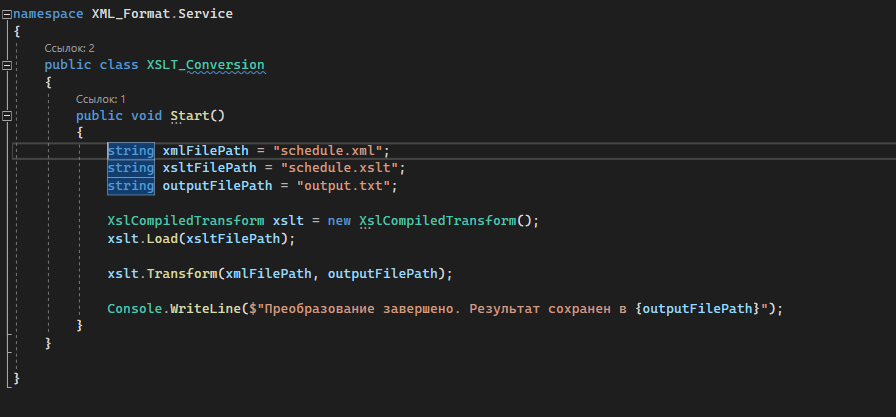 namespace XML_Format.Service
{
Ссылок: 2
public class XSLT_Conversion
{
Ссылок: 1
public void Start()
{
string xmlFilePath = "schedule.xml";
string xsltFilePath = "schedule.xslt";
string outputFilePath = "output.txt";
XslCompiledTransform xslt = new XslCompiledTransform();
xslt.Load(xsltFilePath);
xslt.Transform(xmlFilePath, outputFilePath);
Console.WriteLine($"Преобразование завершено. Результат сохранен в {outputFilePath}");
}
}
}